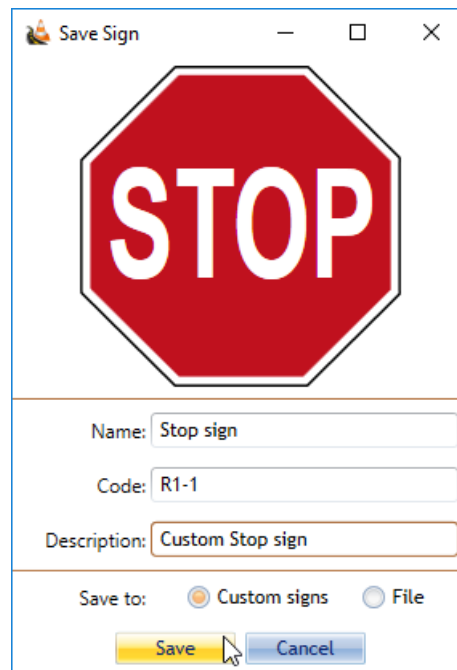 Save Sign
STOP
Name: Stop sign
Code: R1-1
Description: Custom Stop sign
Save to: Custom signs File
Save Cancel